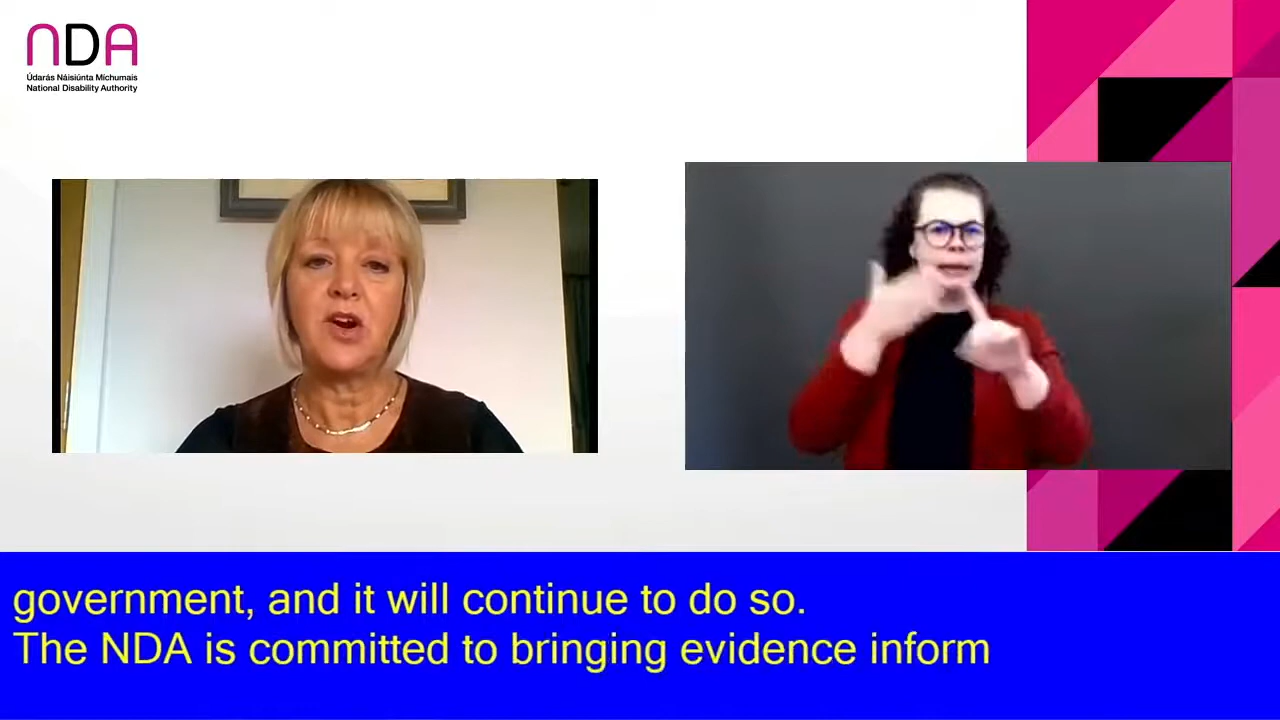 NDA
Údarás Náisiúnta Míchumais
National Disability Authority
government, and it will continue to do so.
The NDA is committed to bringing evidence inform